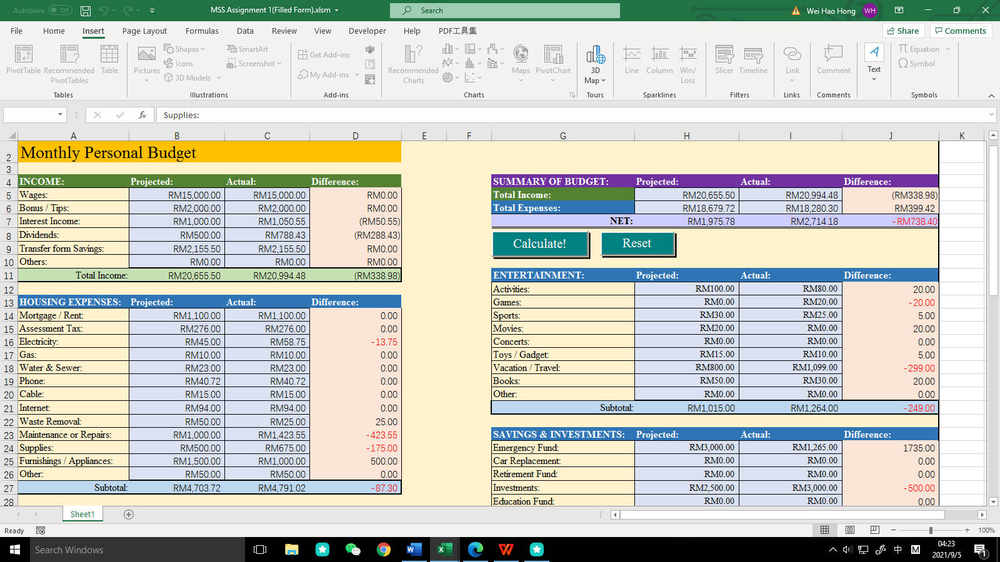 AutoSave Off MSS Assignment 1(Filled Form).xlsm Search Wei Hao Hong WH
File Home Insert Page Layout Formulas Data Review View Developer Help PDF工具集 Share Comments
PivotTable Recommended PivotTables Table Pictures Shapes Icons 3D Models SmartArt Screenshot Get Add-ins My Add-ins Recommended Charts Maps PivotChart 3D Map Line Column Win/Loss Slicer Timeline Link Comment Text Equation Symbol
Tables Illustrations Add-ins Charts Tours Sparklines Filters Links Comments Symbols
fx Supplies:
A B C D E F G H I J K
2 Monthly Personal Budget
3
4 INCOME: Projected: Actual: Difference: SUMMARY OF BUDGET: Projected: Actual: Difference:
5 Wages: RM15,000.00 RM15,000.00 RM0.00 Total Income: RM20,655.50 RM20,994.48 (RM338.98)
6 Bonus / Tips: RM2,000.00 RM2,000.00 RM0.00 Total Expenses: RM18,679.72 RM18,280.30 RM399.42
7 Interest Income: RM1,000.00 RM1,050.55 (RM50.55) NET: RM1,975.78 RM2,714.18 -RM738.40
8 Dividends: RM500.00 RM788.43 (RM288.43)
Calculate! Reset
9 Transfer form Savings: RM2,155.50 RM2,155.50 RM0.00
10 Others: RM0.00 RM0.00 RM0.00
11 Total Income: RM20,655.50 RM20,994.48 (RM338.98) ENTERTAINMENT: Projected: Actual: Difference:
12 Activities: RM100.00 RM80.00 20.00
13 HOUSING EXPENSES: Projected: Actual: Difference: Games: RM0.00 RM20.00 -20.00
14 Mortgage / Rent: RM1,100.00 RM1,100.00 0.00 Sports: RM30.00 RM25.00 5.00
15 Assessment Tax: RM276.00 RM276.00 0.00 Movies: RM20.00 RM0.00 20.00
16 Electricity: RM45.00 RM58.75 -13.75 Concerts: RM0.00 RM0.00 0.00
17 Gas: RM10.00 RM10.00 0.00 Toys / Gadget: RM15.00 RM10.00 5.00
18 Water & Sewer: RM23.00 RM23.00 0.00 Vacation / Travel: RM800.00 RM1,099.00 -299.00
19 Phone: RM40.72 RM40.72 0.00 Books: RM50.00 RM30.00 20.00
20 Cable: RM15.00 RM15.00 0.00 Other: RM0.00 RM0.00 0.00
21 Internet: RM94.00 RM94.00 0.00 Subtotal: RM1,015.00 RM1,264.00 -249.00
22 Waste Removal: RM50.00 RM25.00 25.00
23 Maintenance or Repairs: RM1,000.00 RM1,423.55 -423.55 SAVINGS & INVESTMENTS: Projected: Actual: Difference:
24 Supplies: RM500.00 RM675.00 -175.00 Emergency Fund: RM3,000.00 RM1,265.00 1735.00
25 Furnishings / Appliances: RM1,500.00 RM1,000.00 500.00 Car Replacement: RM0.00 RM0.00 0.00
26 Other: RM50.00 RM50.00 0.00 Retirement Fund: RM0.00 RM0.00 0.00
27 Subtotal: RM4,703.72 RM4,791.02 -87.30 Investments: RM2,500.00 RM3,000.00 -500.00
28 Education Fund: RM0.00 RM0.00 0.00
Sheet1
Ready 100%
Search Windows 中 M 04:23
2021/9/5 1